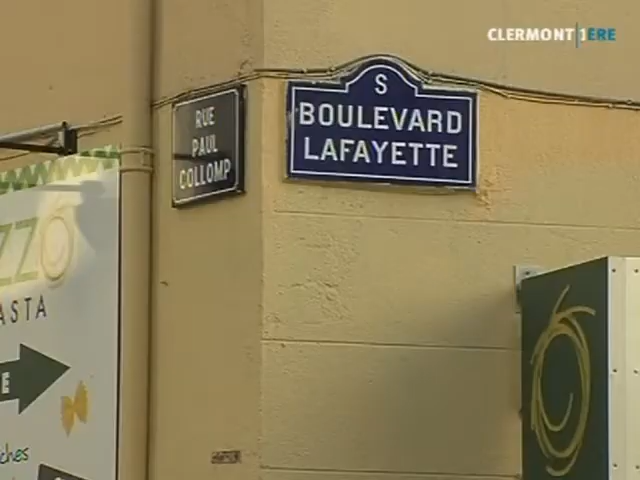 CLERMONT 1ERE
S
BOULEVARD
LAFAYETTE
RUE
PAUL
COLLOMP